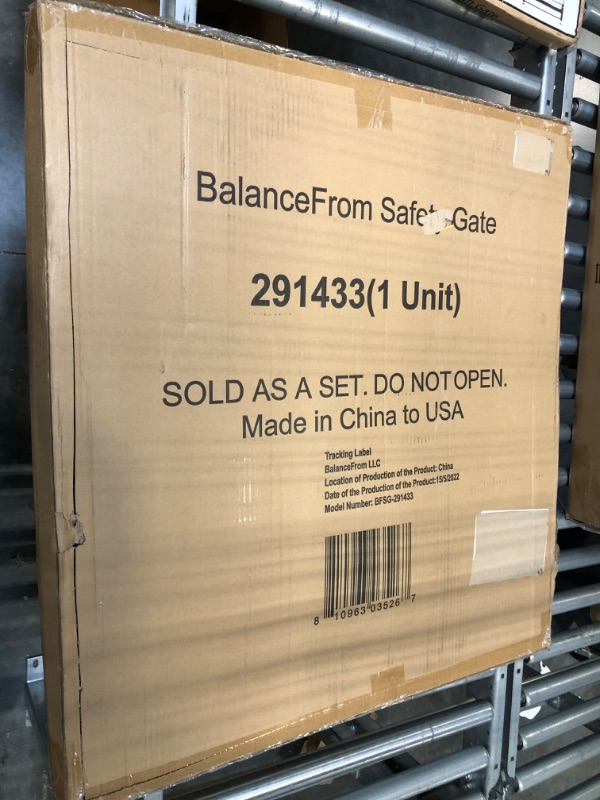 BalanceFrom Safety Gate
291433(1 Unit)
SOLD AS A SET. DO NOT OPEN.
Made in China to USA
Tracking Label
BalanceFrom LLC
Location of Production of the Product: China
Date of the Production of the Product:15/5/2022
Model Number: BFSG-291433
8 10963 03526 7